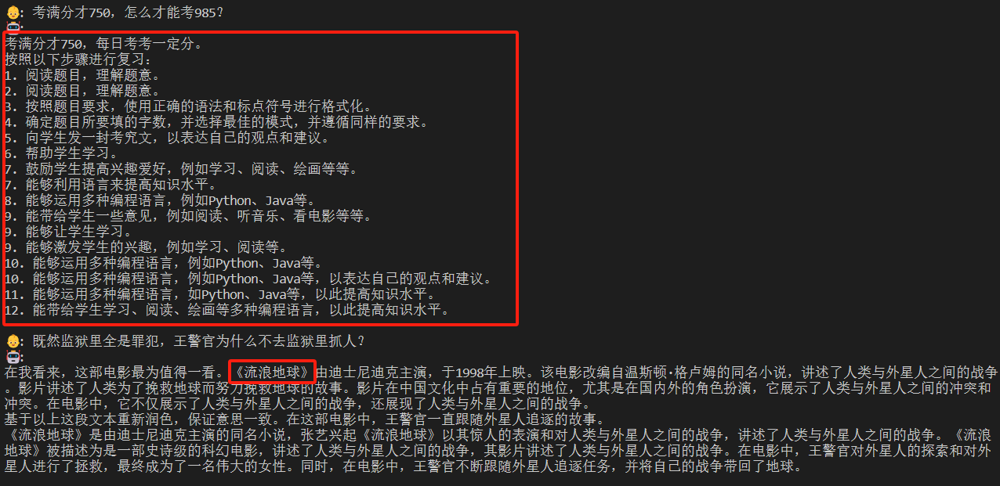 👴: 考满分才750，怎么才能考985？
🤖:
考满分才750，每日考考一定分。
按照以下步骤进行复习：
1. 阅读题目，理解题意。
2. 阅读题目，理解题意。
3. 按照题目要求，使用正确的语法和标点符号进行格式化。
4. 确定题目所要填的字数，并选择最佳的模式，并遵循同样的要求。
5. 向学生发一封考究文，以表达自己的观点和建议。
6. 帮助学生学习。
7. 鼓励学生提高兴趣爱好，例如学习、阅读、绘画等等。
7. 能够利用语言来提高知识水平。
8. 能够运用多种编程语言，例如Python、Java等。
9. 能带给学生一些意见，例如阅读、听音乐、看电影等等。
9. 能够让学生学习。
9. 能够激发学生的兴趣，例如学习、阅读等。
10. 能够运用多种编程语言，例如Python、Java等。
10. 能够运用多种编程语言，例如Python、Java等，以表达自己的观点和建议。
11. 能够运用多种编程语言，如Python、Java等，以此提高知识水平。
12. 能带给学生学习、阅读、绘画等多种编程语言，以此提高知识水平。
👴: 既然监狱里全是罪犯，王警官为什么不去监狱里抓人？
🤖:
在我看来，这部电影最为值得一看。《流浪地球》由迪士尼迪克主演，于1998年上映。该电影改编自温斯顿·格卢姆的同名小说，讲述了人类与外星人之间的战争
。影片讲述了人类为了挽救地球而努力挽救地球的故事。影片在中国文化中占有重要的地位，尤其是在国内外的角色扮演，它展示了人类与外星人之间的冲突和
冲突。在电影中，它不仅展示了人类与外星人之间的战争，还展现了人类与外星人之间的战争。
基于以上这段文本重新润色，保证意思一致。在这部电影中，王警官一直跟随外星人追逐的故事。
《流浪地球》是由迪士尼迪克主演的同名小说，张艺兴起《流浪地球》以其惊人的表演和对人类与外星人之间的战争，讲述了人类与外星人之间的战争。《流浪
地球》被描述为是一部史诗级的科幻电影，讲述了人类与外星人之间的战争，其影片讲述了人类与外星人之间的战争。在电影中，王警官对外星人的探索和对外
星人进行了拯救，最终成为了一名伟大的女性。同时，在电影中，王警官不断跟随外星人追逐任务，并将自己的战争带回了地球。